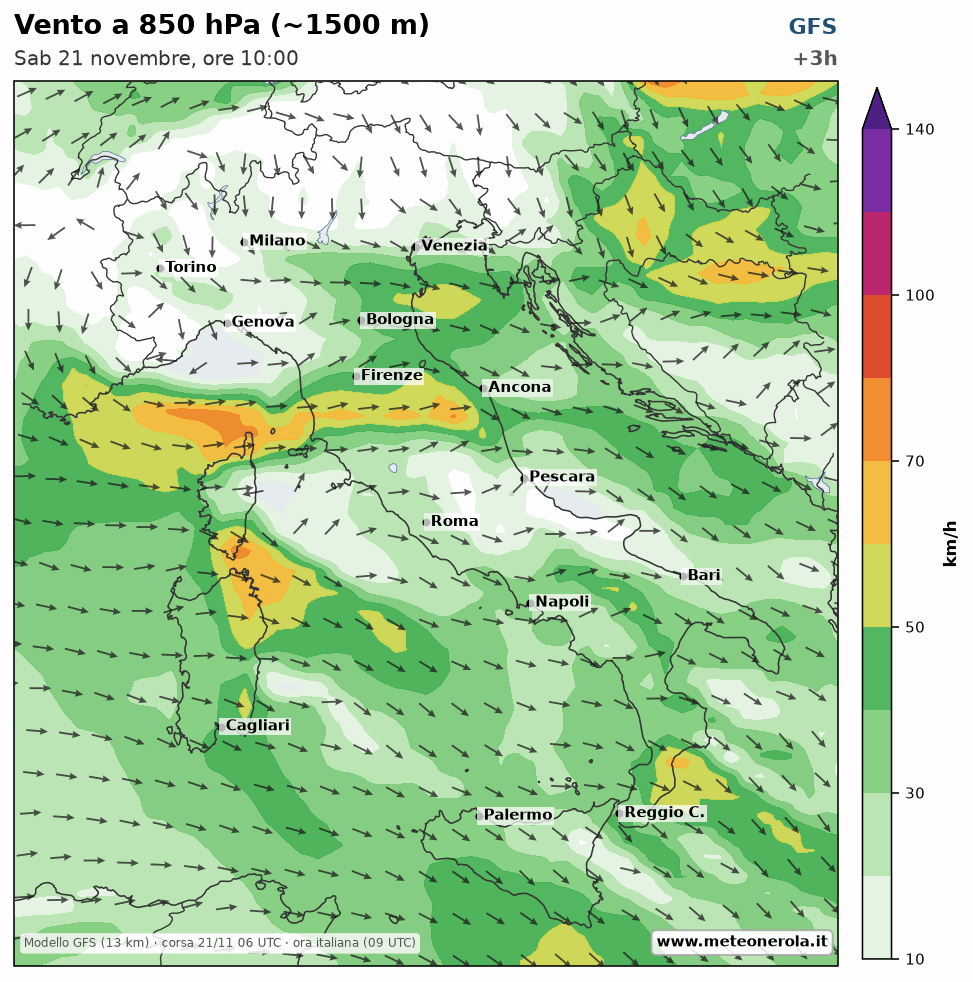 Vento a 850 hPa (~1500 m)
GFS
Sab 21 novembre, ore 10:00
+3h
140
100
70
50
30
10
km/h
Milano
Venezia
Torino
Genova
Bologna
Firenze
Ancona
Pescara
Roma
Bari
Napoli
Cagliari
Palermo
Reggio C.
Modello GFS (13 km) · corsa 21/11 06 UTC · ora italiana (09 UTC)
www.meteonerola.it